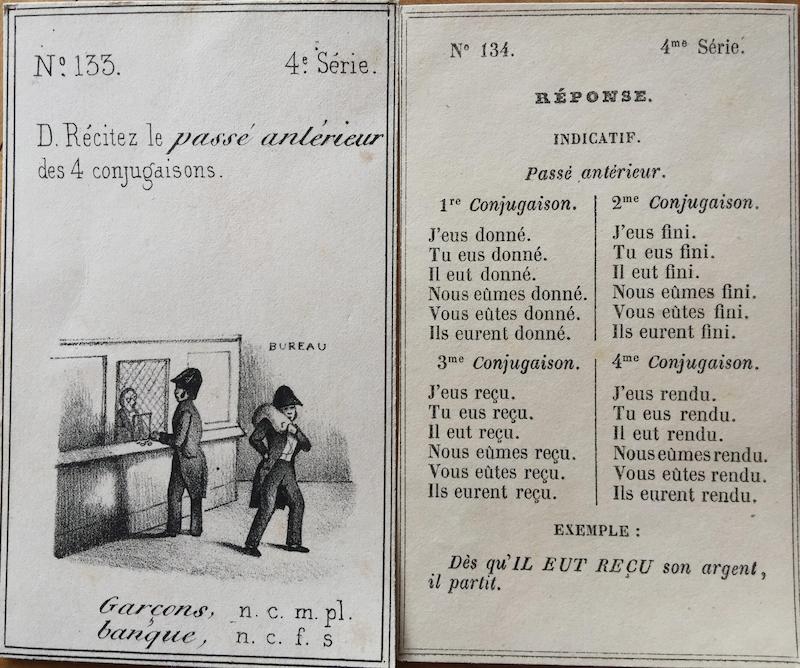 Nº 133. 4e Série.
D. Récitez le passé antérieur
des 4 conjugaisons.
BUREAU
Garçons, n. c. m. pl.
banque, n. c. f. s
Nº 134. 4me Série.
RÉPONSE.
INDICATIF.
Passé antérieur.
1re Conjugaison.
J'eus donné.
Tu eus donné.
Il eut donné.
Nous eûmes donné.
Vous eûtes donné.
Ils eurent donné.
2me Conjugaison.
J'eus fini.
Tu eus fini.
Il eut fini.
Nous eûmes fini.
Vous eûtes fini.
Ils eurent fini.
3me Conjugaison.
J'eus reçu.
Tu eus reçu.
Il eut reçu.
Nous eûmes reçu.
Vous eûtes reçu.
Ils eurent reçu.
4me Conjugaison.
J'eus rendu.
Tu eus rendu.
Il eut rendu.
Nous eûmes rendu.
Vous eûtes rendu.
Ils eurent rendu.
EXEMPLE :
Dès qu'IL EUT REÇU son argent,
il partit.